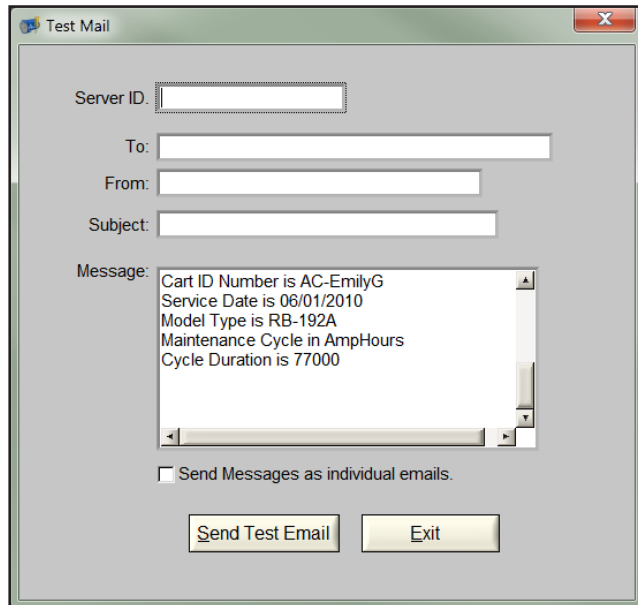 Test Mail
Server ID.
To:
From:
Subject:
Message:
Cart ID Number is AC-EmilyG
Service Date is 06/01/2010
Model Type is RB-192A
Maintenance Cycle in AmpHours
Cycle Duration is 77000
Send Messages as individual emails.
Send Test Email Exit